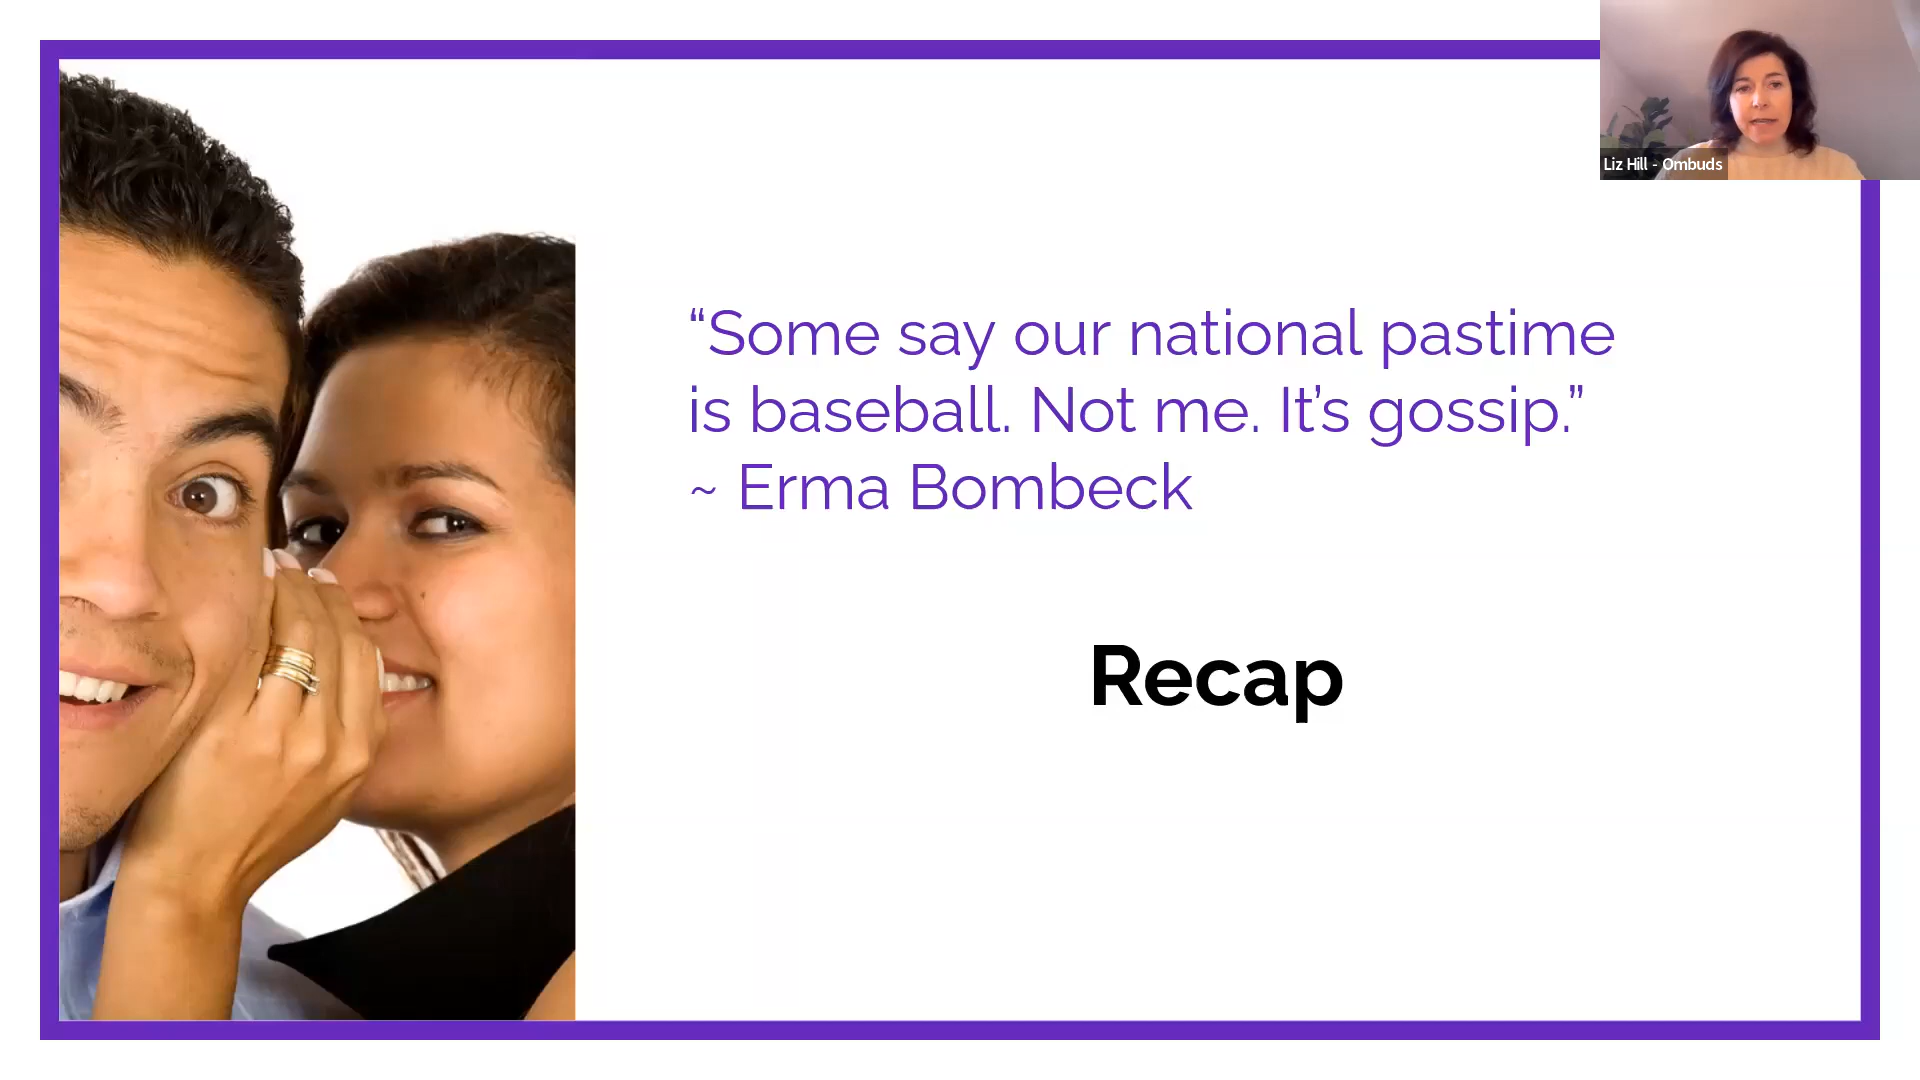 Liz Hill - Ombuds
“Some say our national pastime
is baseball. Not me. It’s gossip.”
~ Erma Bombeck
Recap